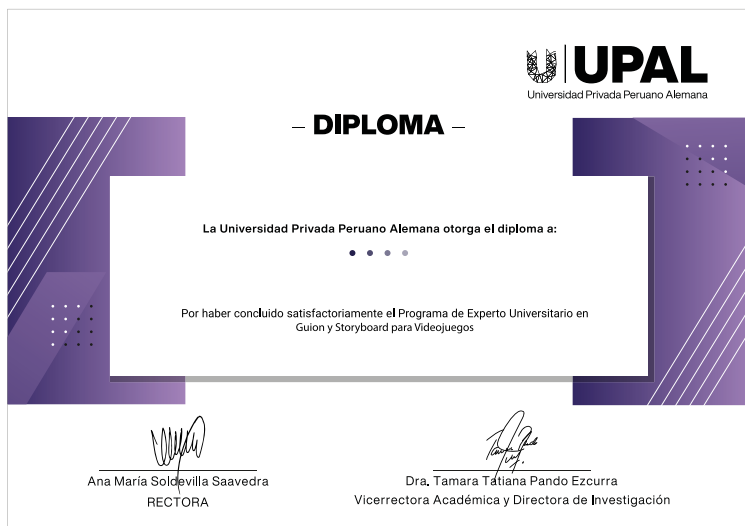 UPAL
Universidad Privada Peruano Alemana
– DIPLOMA –
La Universidad Privada Peruano Alemana otorga el diploma a:
Por haber concluido satisfactoriamente el Programa de Experto Universitario en
Guion y Storyboard para Videojuegos
Ana María Soldevilla Saavedra
RECTORA
Dra. Tamara Tatiana Pando Ezcurra
Vicerrectora Académica y Directora de Investigación